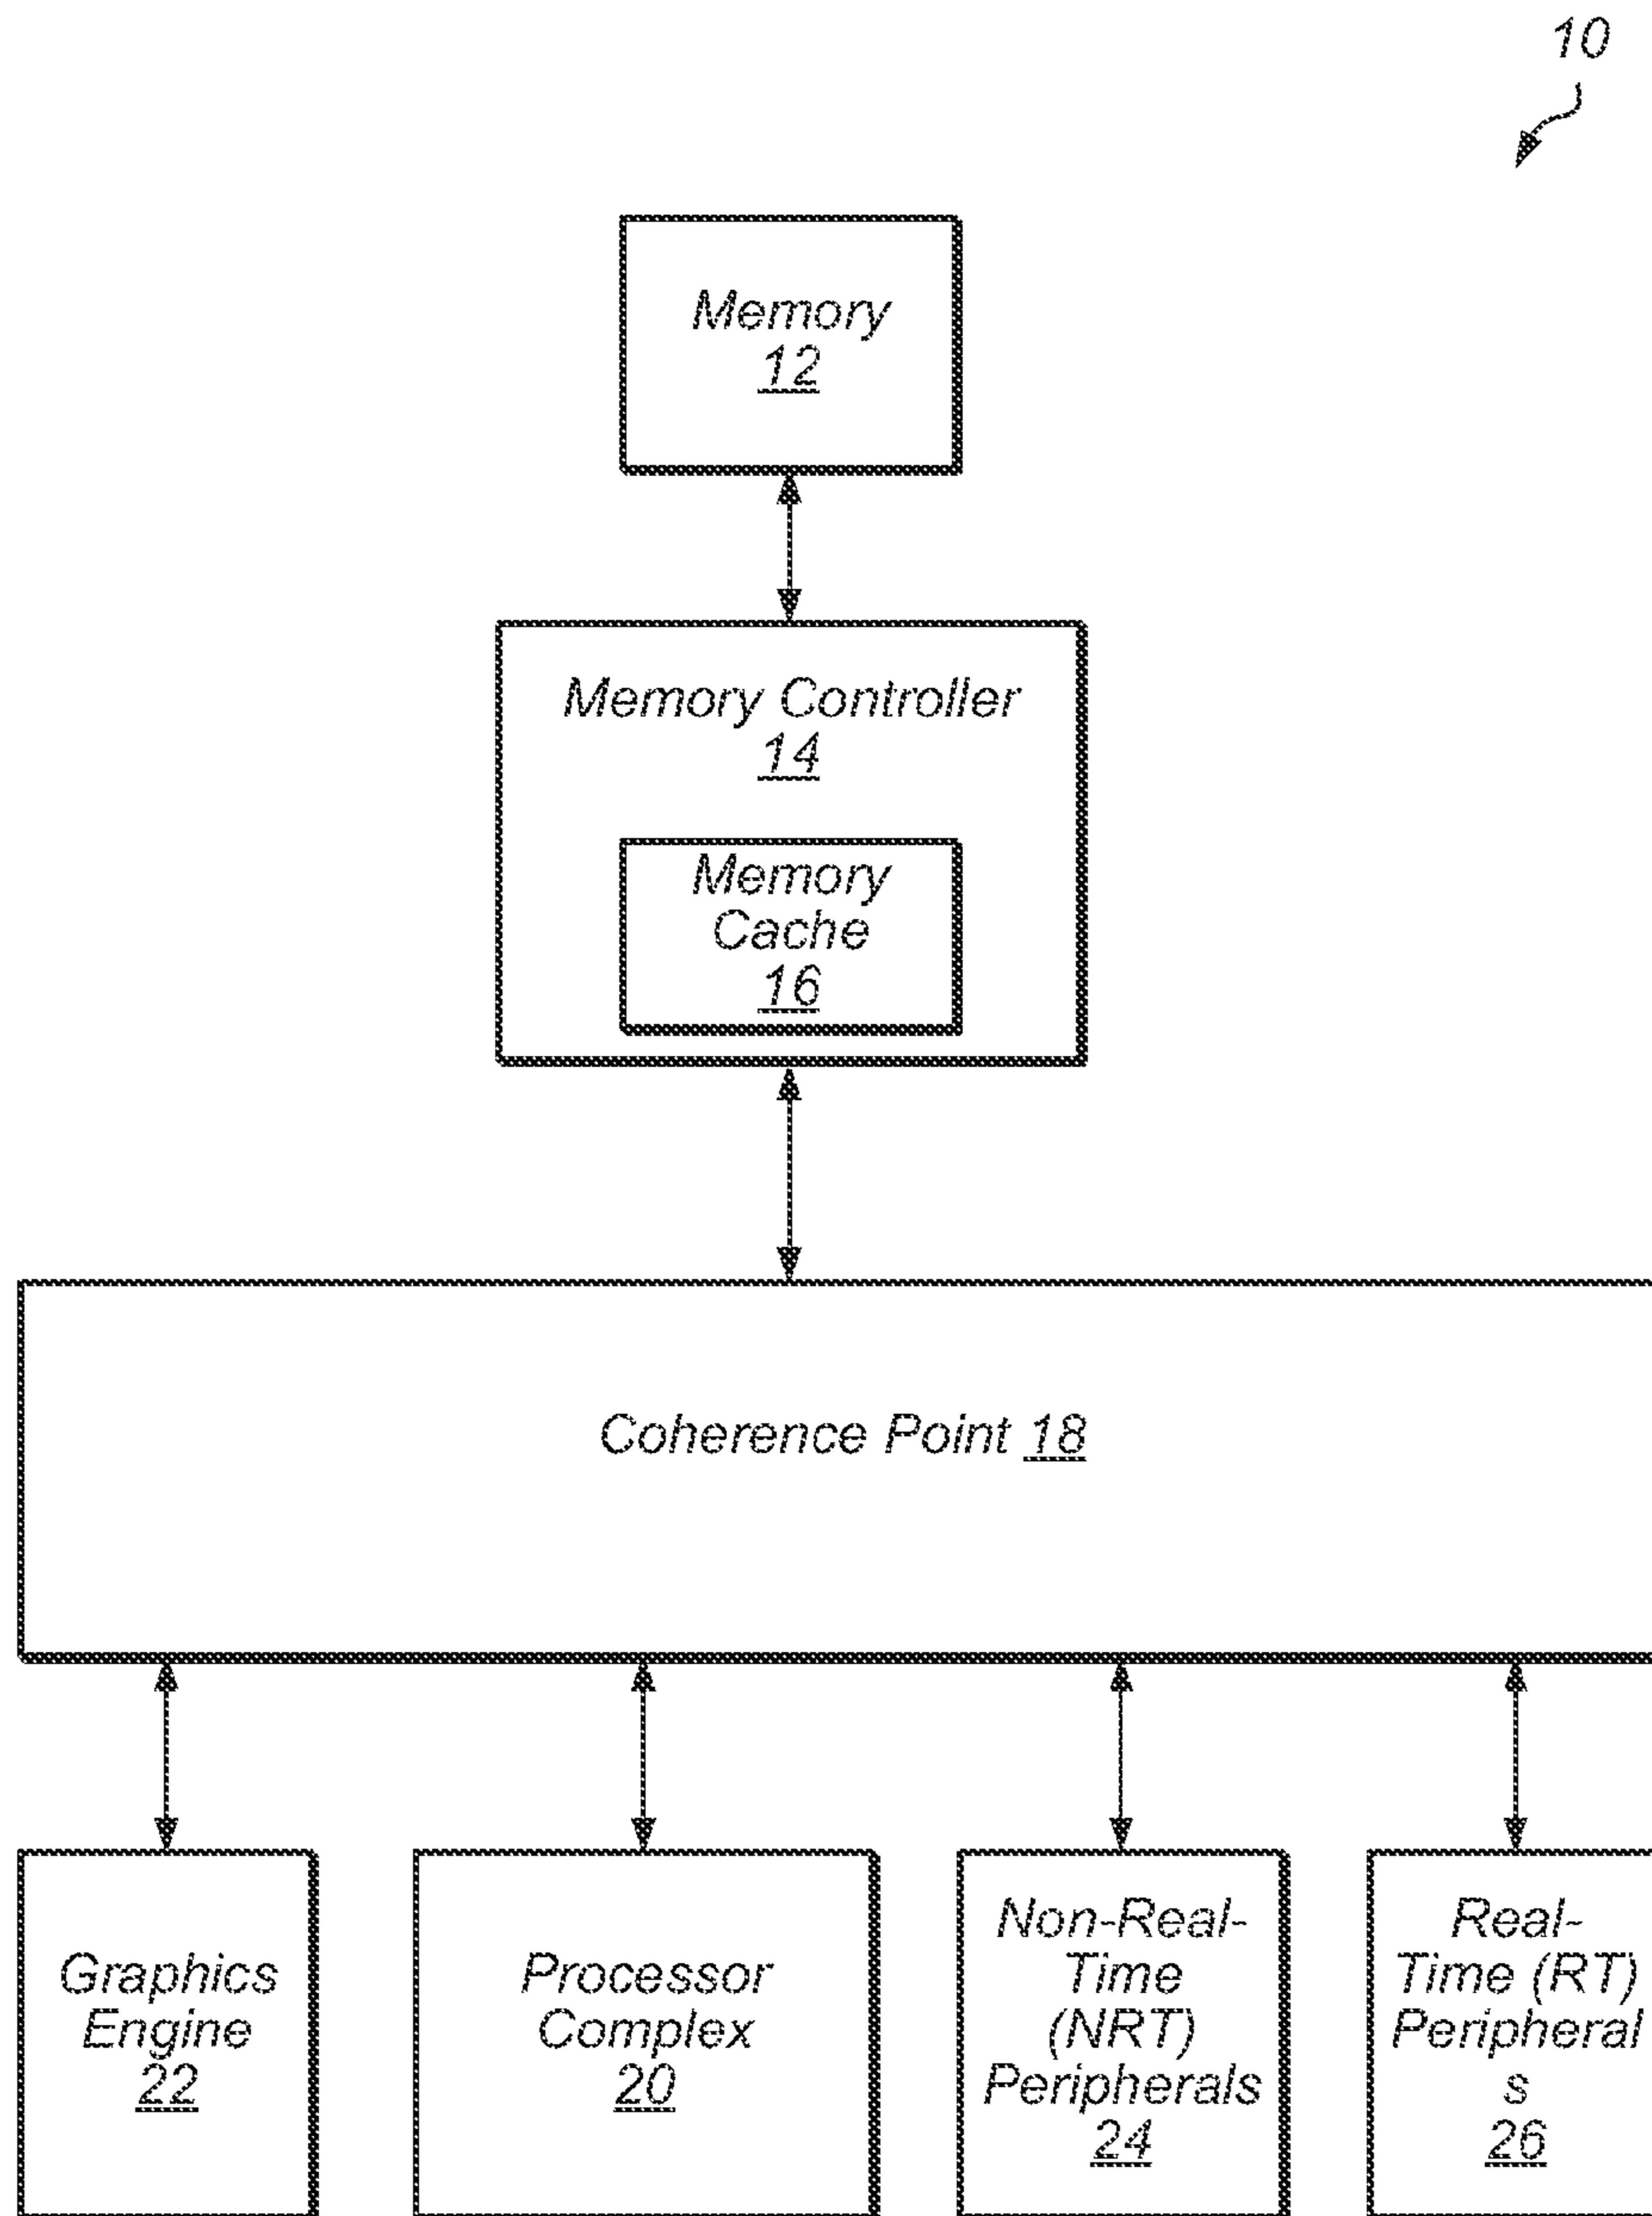 10
Memory
12
Memory Controller
14
Memory
Cache
16
Coherence Point 18
Graphics
Engine
22
Processor
Complex
20
Non-Real-
Time
(NRT)
Peripherals
24
Real-
Time (RT)
Peripheral
s
26